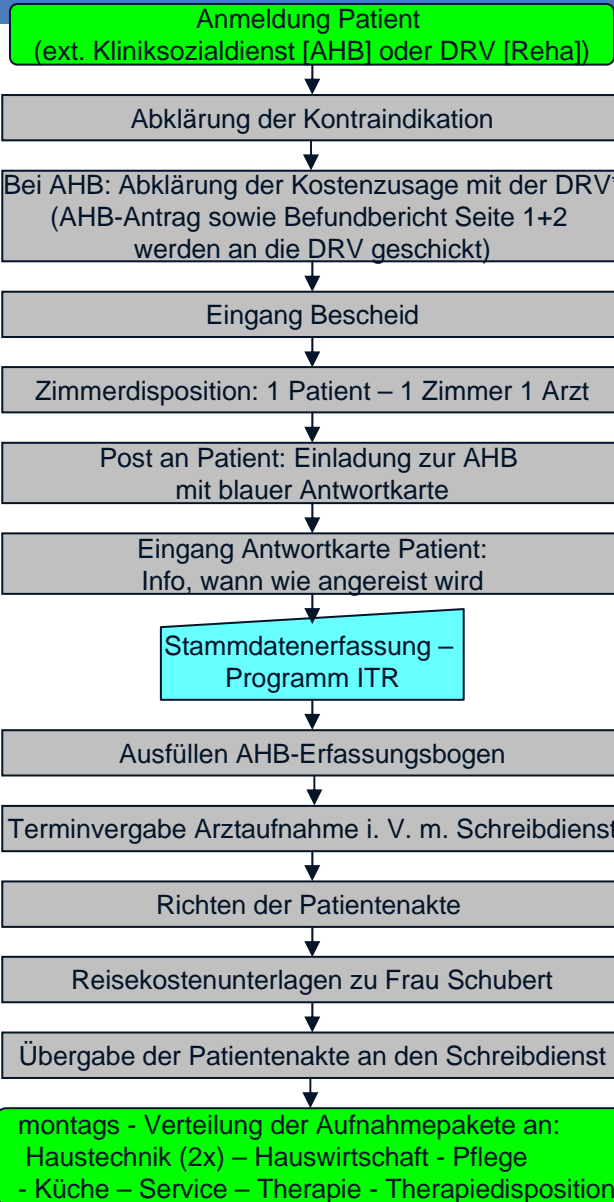 Anmeldung Patient
(ext. Kliniksozialdienst [AHB] oder DRV [Reha])
Abklärung der Kontraindikation
Bei AHB: Abklärung der Kostenzusage mit der DRV*
(AHB-Antrag sowie Befundbericht Seite 1+2
werden an die DRV geschickt)
Eingang Bescheid
Zimmerdisposition: 1 Patient – 1 Zimmer 1 Arzt
Post an Patient: Einladung zur AHB
mit blauer Antwortkarte
Eingang Antwortkarte Patient:
Info, wann wie angereist wird
Stammdatenerfassung –
Programm ITR
Ausfüllen AHB-Erfassungsbogen
Terminvergabe Arztaufnahme i. V. m. Schreibdienst
Richten der Patientenakte
Reisekostenunterlagen zu Frau Schubert
Übergabe der Patientenakte an den Schreibdienst
montags - Verteilung der Aufnahmepakete an:
Haustechnik (2x) – Hauswirtschaft - Pflege
- Küche – Service – Therapie - Therapiedisposition